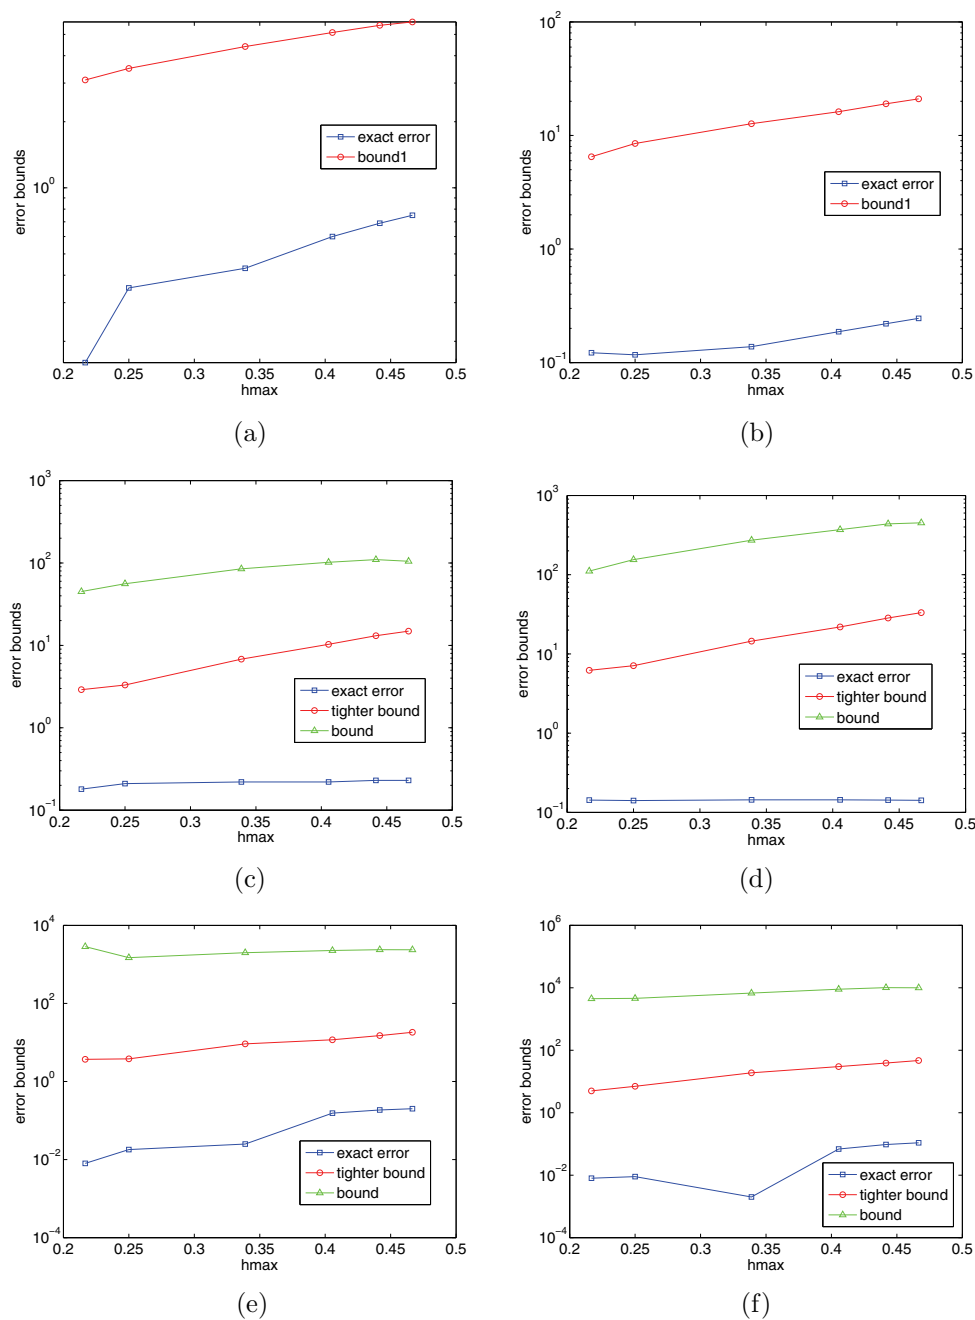 error bounds
10^0
exact error
bound1
0.2 0.25 0.3 0.35 0.4 0.45 0.5
hmax
(a)
10^2
10^1
10^0
10^-1
error bounds
exact error
bound1
0.2 0.25 0.3 0.35 0.4 0.45 0.5
hmax
(b)
10^3
10^2
10^1
10^0
10^-1
error bounds
exact error
tighter bound
bound
0.2 0.25 0.3 0.35 0.4 0.45 0.5
hmax
(c)
10^3
10^2
10^1
10^0
10^-1
error bounds
exact error
tighter bound
bound
0.2 0.25 0.3 0.35 0.4 0.45 0.5
hmax
(d)
10^4
10^2
10^0
10^-2
10^-4
error bounds
exact error
tighter bound
bound
0.2 0.25 0.3 0.35 0.4 0.45 0.5
hmax
(e)
10^6
10^4
10^2
10^0
10^-2
10^-4
error bounds
exact error
tighter bound
bound
0.2 0.25 0.3 0.35 0.4 0.45 0.5
hmax
(f)